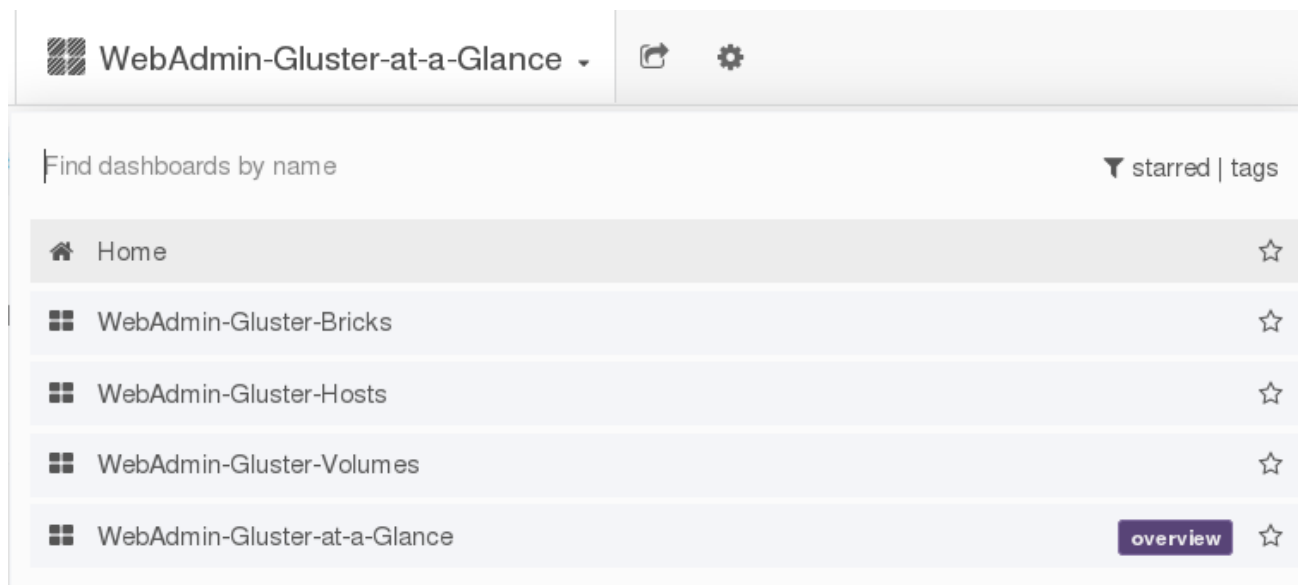 WebAdmin-Gluster-at-a-Glance
Find dashboards by name
starred | tags
Home
WebAdmin-Gluster-Bricks
WebAdmin-Gluster-Hosts
WebAdmin-Gluster-Volumes
WebAdmin-Gluster-at-a-Glance
overview